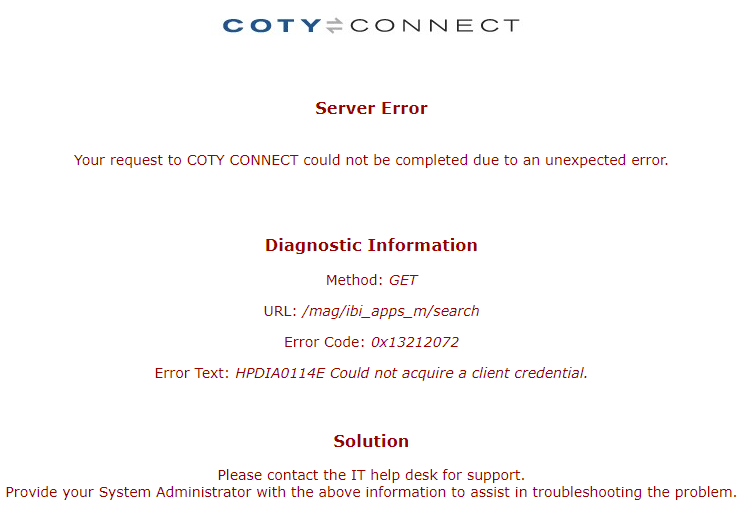 COTY CONNECT
Server Error
Your request to COTY CONNECT could not be completed due to an unexpected error.
Diagnostic Information
Method: GET
URL: /mag/ibi_apps_m/search
Error Code: 0x13212072
Error Text: HPDIA0114E Could not acquire a client credential.
Solution
Please contact the IT help desk for support.
Provide your System Administrator with the above information to assist in troubleshooting the problem.